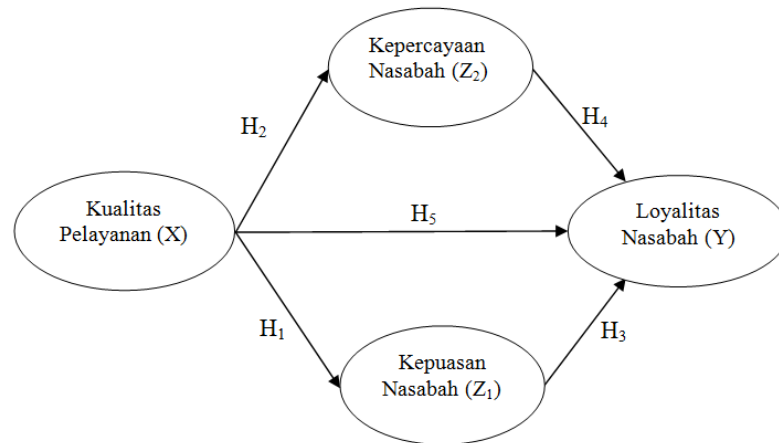 Kepercayaan
Nasabah (Z₂)
H₂
H₄
Kualitas
Pelayanan (X)
H₅
Loyalitas
Nasabah (Y)
H₁
H₃
Kepuasan
Nasabah (Z₁)